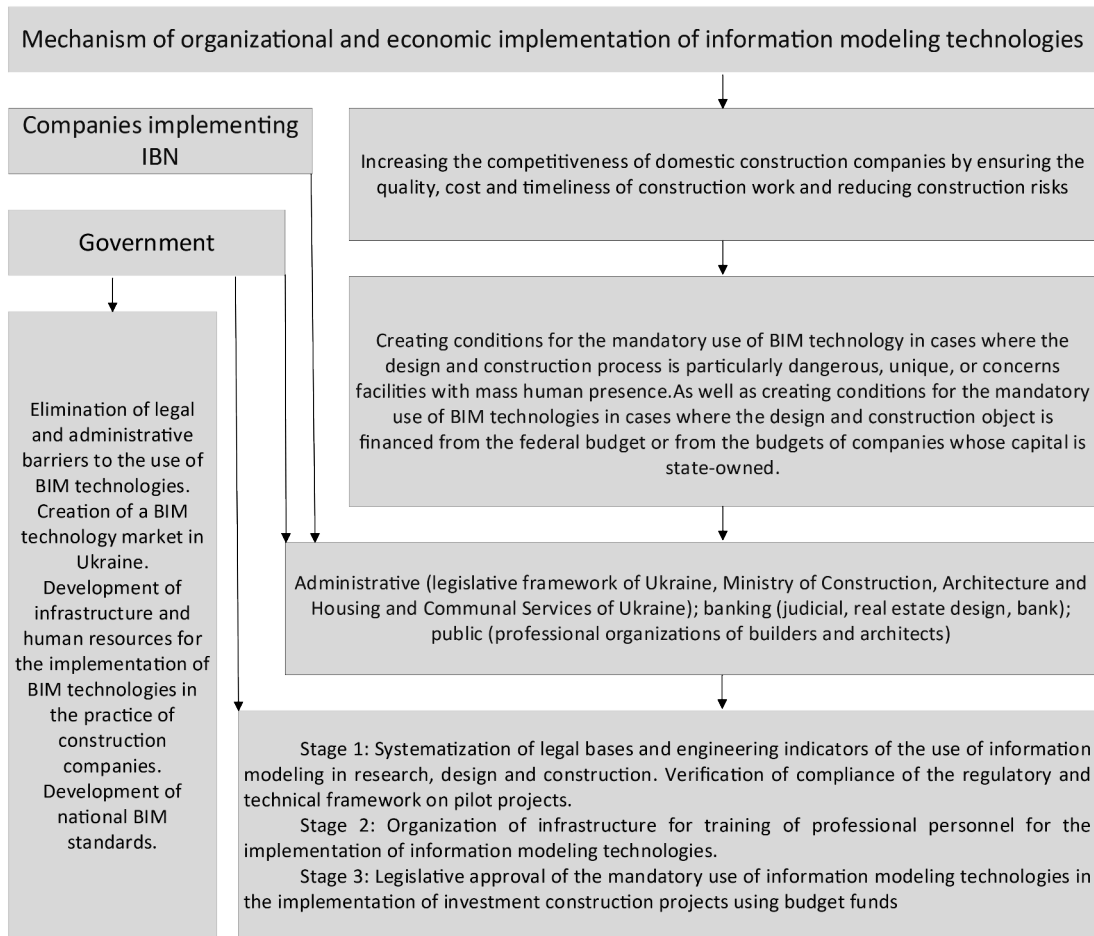 Mechanism of organizational and economic implementation of information modeling technologies
Companies implementing
IBN
Increasing the competitiveness of domestic construction companies by ensuring the
quality, cost and timeliness of construction work and reducing construction risks
Government
Creating conditions for the mandatory use of BIM technology in cases where the
design and construction process is particularly dangerous, unique, or concerns
facilities with mass human presence.As well as creating conditions for the mandatory
use of BIM technologies in cases where the design and construction object is
financed from the federal budget or from the budgets of companies whose capital is
state-owned.
Elimination of legal
and administrative
barriers to the use of
BIM technologies.
Creation of a BIM
technology market in
Ukraine.
Development of
infrastructure and
human resources for
the implementation of
BIM technologies in
the practice of
construction
companies.
Development of
national BIM
standards.
Administrative (legislative framework of Ukraine, Ministry of Construction, Architecture and
Housing and Communal Services of Ukraine); banking (judicial, real estate design, bank);
public (professional organizations of builders and architects)
Stage 1: Systematization of legal bases and engineering indicators of the use of information
modeling in research, design and construction. Verification of compliance of the regulatory and
technical framework on pilot projects.
Stage 2: Organization of infrastructure for training of professional personnel for the
implementation of information modeling technologies.
Stage 3: Legislative approval of the mandatory use of information modeling technologies in
the implementation of investment construction projects using budget funds